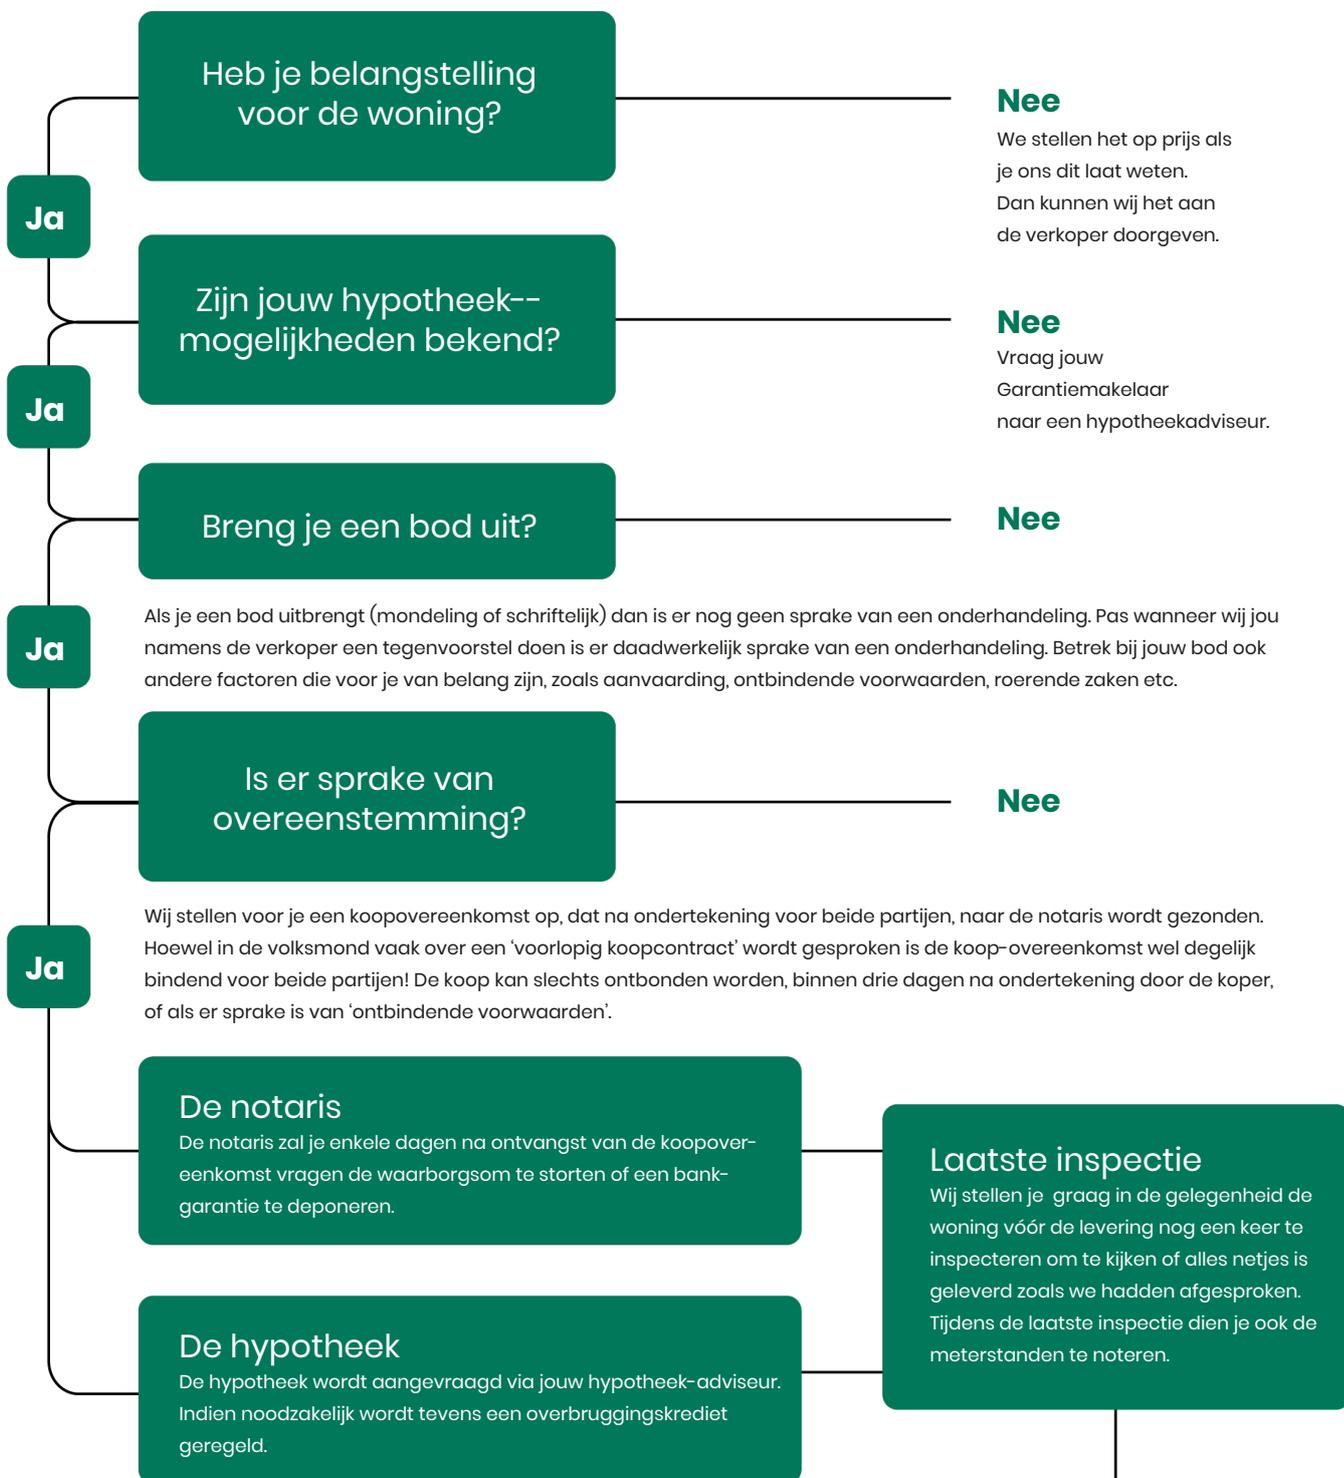 Heb je belangstelling
voor de woning?
Nee
We stellen het op prijs als
je ons dit laat weten.
Dan kunnen wij het aan
de verkoper doorgeven.
Ja
Zijn jouw hypotheek--
mogelijkheden bekend?
Nee
Vraag jouw
Garantiemakelaar
naar een hypotheekadviseur.
Ja
Breng je een bod uit?
Nee
Ja
Als je een bod uitbrengt (mondeling of schriftelijk) dan is er nog geen sprake van een onderhandeling. Pas wanneer wij jou
namens de verkoper een tegenvoorstel doen is er daadwerkelijk sprake van een onderhandeling. Betrek bij jouw bod ook
andere factoren die voor je van belang zijn, zoals aanvaarding, ontbindende voorwaarden, roerende zaken etc.
Is er sprake van
overeenstemming?
Nee
Ja
Wij stellen voor je een koopovereenkomst op, dat na ondertekening voor beide partijen, naar de notaris wordt gezonden.
Hoewel in de volksmond vaak over een ‘voorlopig koopcontract’ wordt gesproken is de koop-overeenkomst wel degelijk
bindend voor beide partijen! De koop kan slechts ontbonden worden, binnen drie dagen na ondertekening door de koper,
of als er sprake is van ‘ontbindende voorwaarden’.
De notaris
De notaris zal je enkele dagen na ontvangst van de koopover-
eenkomst vragen de waarborgsom te storten of een bank-
garantie te deponeren.
Laatste inspectie
Wij stellen je  graag in de gelegenheid de
woning vóór de levering nog een keer te
inspecteren om te kijken of alles netjes is
geleverd zoals we hadden afgesproken.
Tijdens de laatste inspectie dien je ook de
meterstanden te noteren.
De hypotheek
De hypotheek wordt aangevraagd via jouw hypotheek-adviseur.
Indien noodzakelijk wordt tevens een overbruggingskrediet
geregeld.